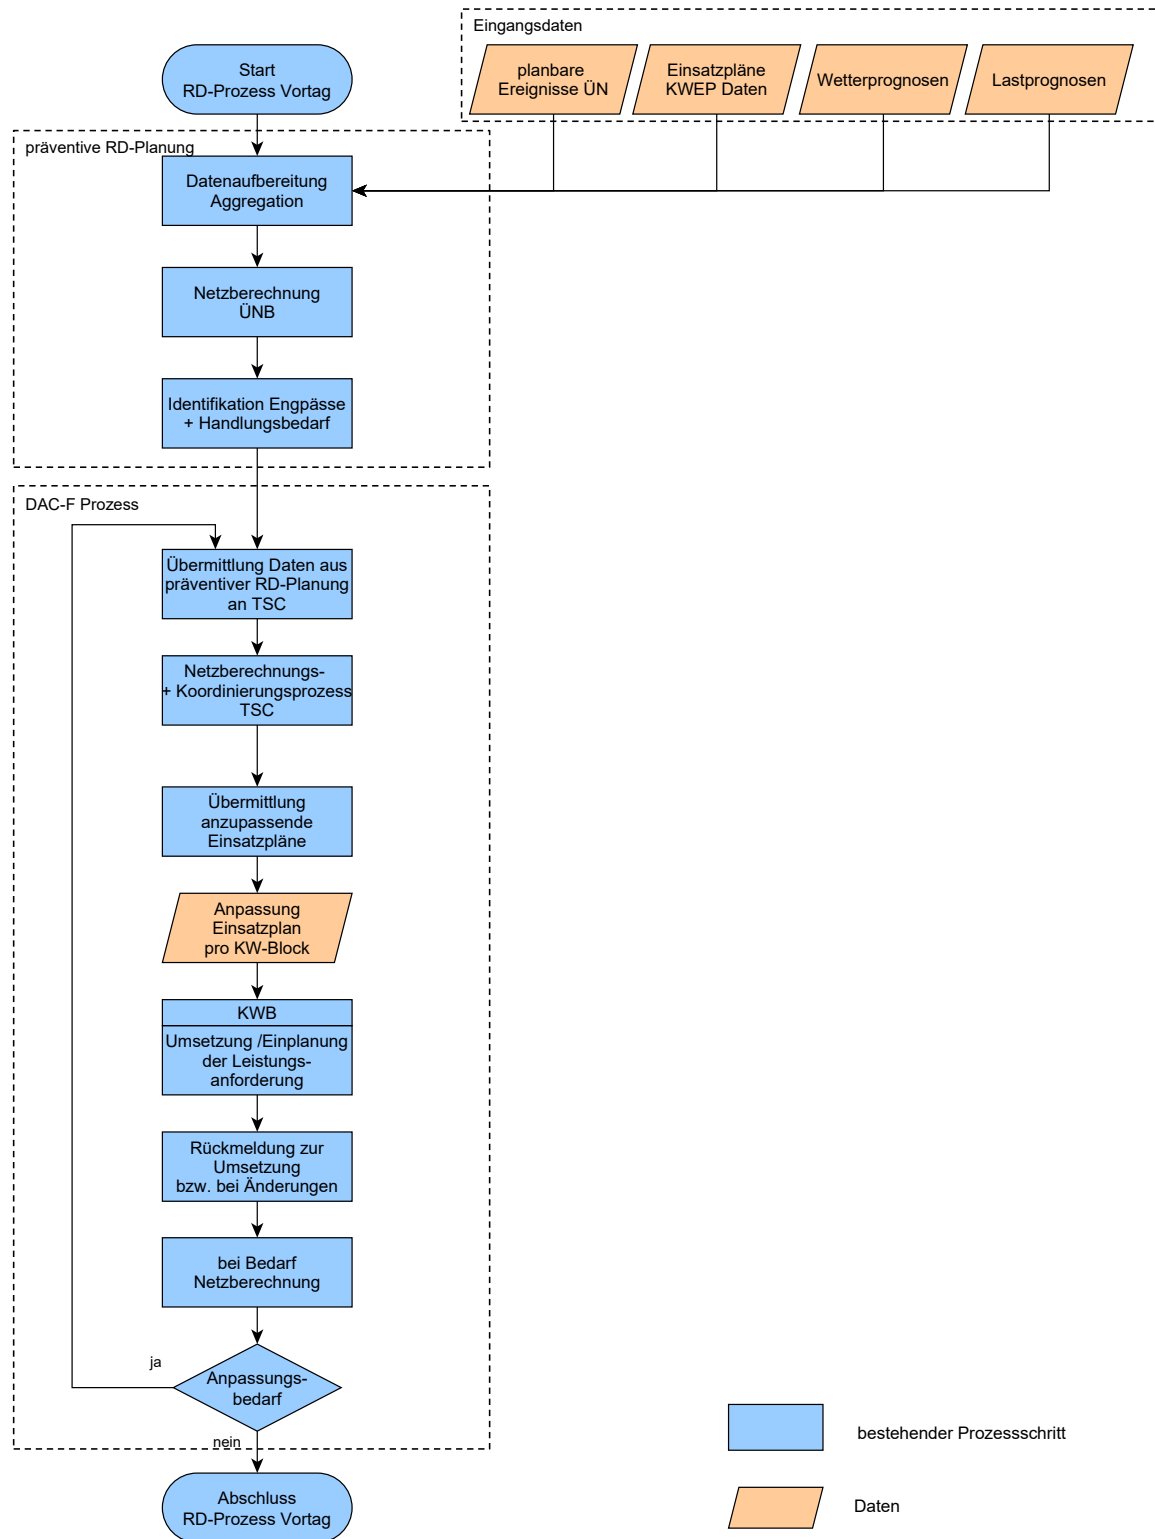 Eingangsdaten
Start
RD-Prozess Vortag
planbare
Ereignisse ÜN
Einsatzpläne
KWEP Daten
Wetterprognosen
Lastprognosen
präventive RD-Planung
Datenaufbereitung
Aggregation
Netzberechnung
ÜNB
Identifikation Engpässe
+ Handlungsbedarf
DAC-F Prozess
Übermittlung Daten aus
präventiver RD-Planung
an TSC
Netzberechnungs-
+ Koordinierungsprozess
TSC
Übermittlung
anzupassende
Einsatzpläne
Anpassung
Einsatzplan
pro KW-Block
KWB
Umsetzung /Einplanung
der Leistungs-
anforderung
Rückmeldung zur
Umsetzung
bzw. bei Änderungen
bei Bedarf
Netzberechnung
ja
Anpassungs-
bedarf
nein
Abschluss
RD-Prozess Vortag
bestehender Prozessschritt
Daten